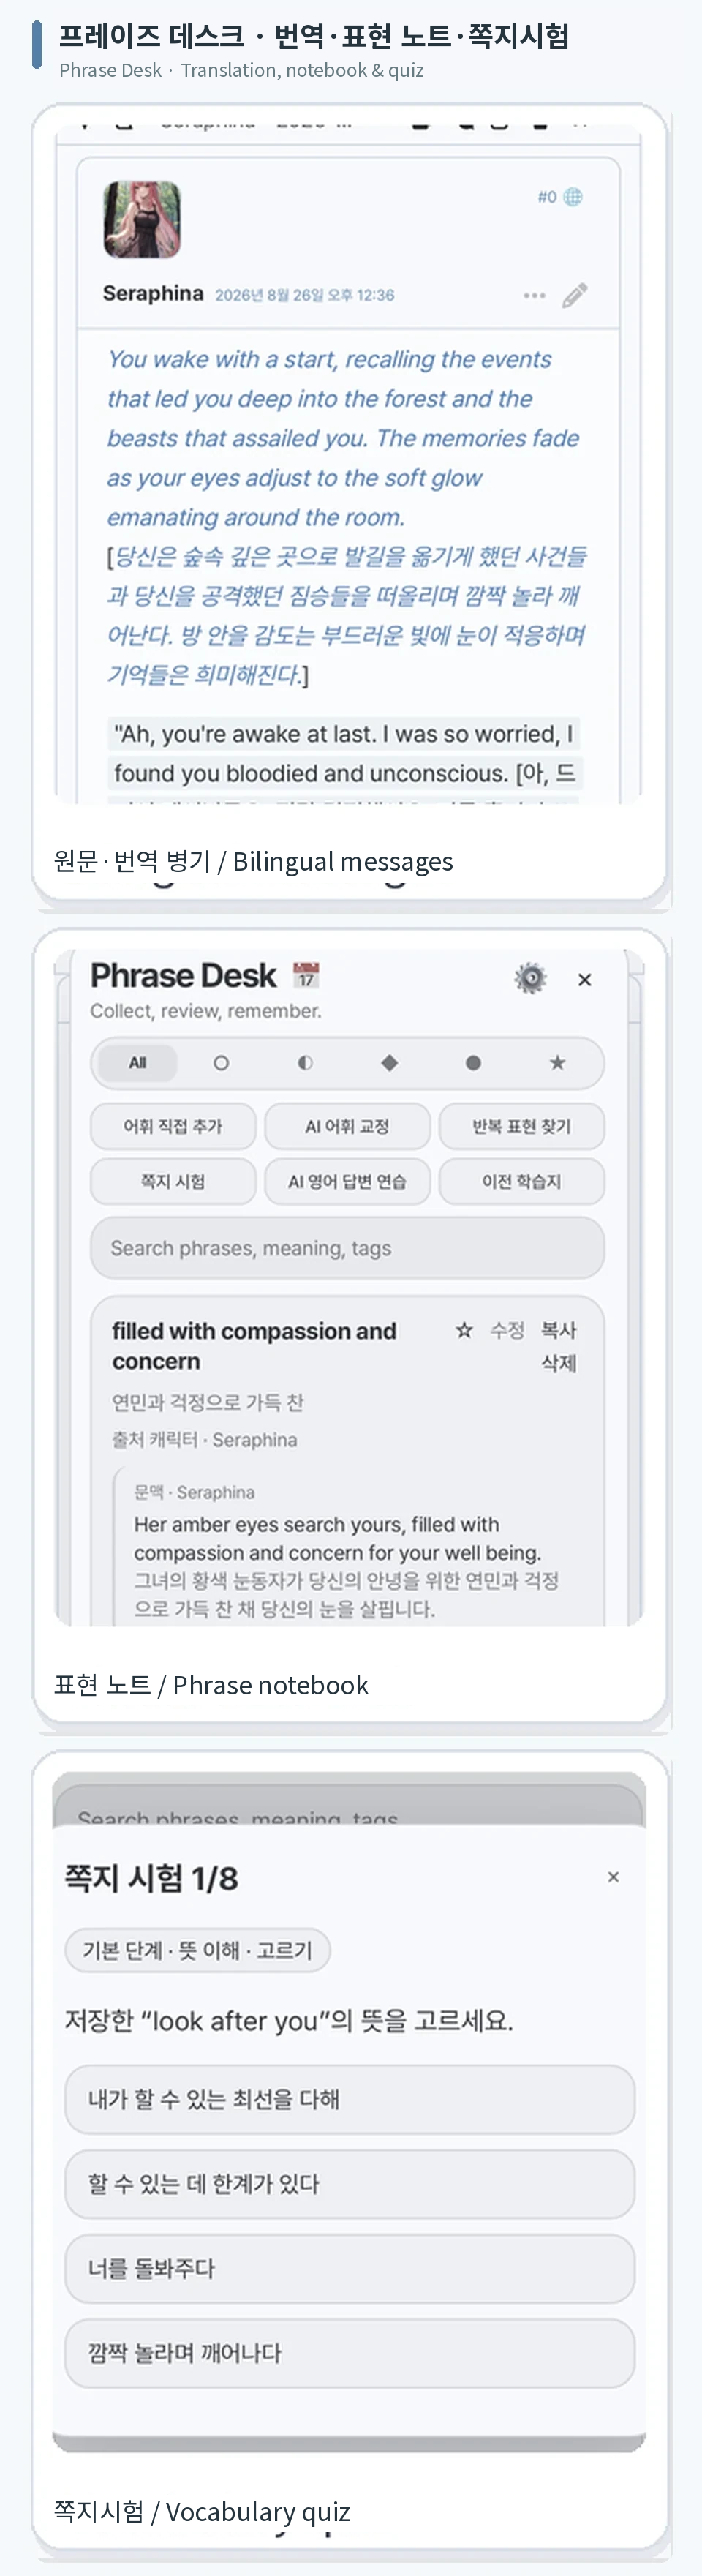 프레이즈 데스크 · 번역·표현 노트·쪽지시험
Phrase Desk · Translation, notebook & quiz
#0
Seraphina 2026년 8월 26일 오후 12:36
You wake with a start, recalling the events
that led you deep into the forest and the
beasts that assailed you. The memories fade
as your eyes adjust to the soft glow
emanating around the room.
[당신은 숲속 깊은 곳으로 발길을 옮기게 했던 사건들
과 당신을 공격했던 짐승들을 떠올리며 깜짝 놀라 깨
어난다. 방 안을 감도는 부드러운 빛에 눈이 적응하며
기억들은 희미해진다.]
"Ah, you're awake at last. I was so worried, I
found you bloodied and unconscious. [아, 드
원문·번역 병기 / Bilingual messages
Phrase Desk 17
Collect, review, remember.
All
어휘 직접 추가 AI 어휘 교정 반복 표현 찾기
쪽지 시험 AI 영어 답변 연습 이전 학습지
Search phrases, meaning, tags
filled with compassion and ☆ 수정 복사
concern 삭제
연민과 걱정으로 가득 찬
출처 캐릭터 · Seraphina
문맥 · Seraphina
Her amber eyes search yours, filled with
compassion and concern for your well being.
그녀의 황색 눈동자가 당신의 안녕을 위한 연민과 걱정
으로 가득 찬 채 당신의 눈을 살핍니다.
표현 노트 / Phrase notebook
Search phrases, meaning, tags
쪽지 시험 1/8 ×
기본 단계 · 뜻 이해 · 고르기
저장한 “look after you”의 뜻을 고르세요.
내가 할 수 있는 최선을 다해
할 수 있는 데 한계가 있다
너를 돌봐주다
깜짝 놀라며 깨어나다
쪽지시험 / Vocabulary quiz